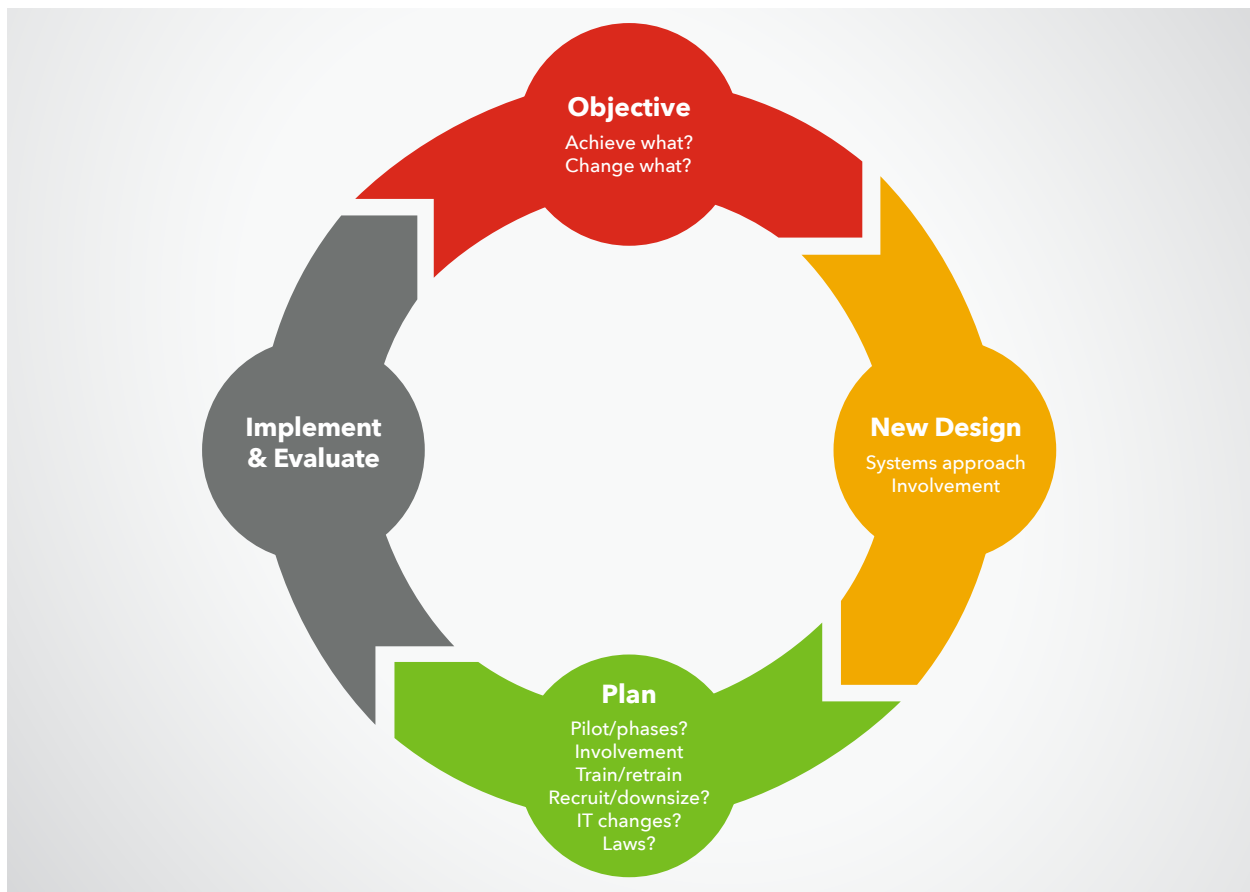 Objective
Achieve what?
Change what?
New Design
Systems approach
Involvement
Plan
Pilot/phases?
Involvement
Train/retrain
Recruit/downsize?
IT changes?
Laws?
Implement
& Evaluate